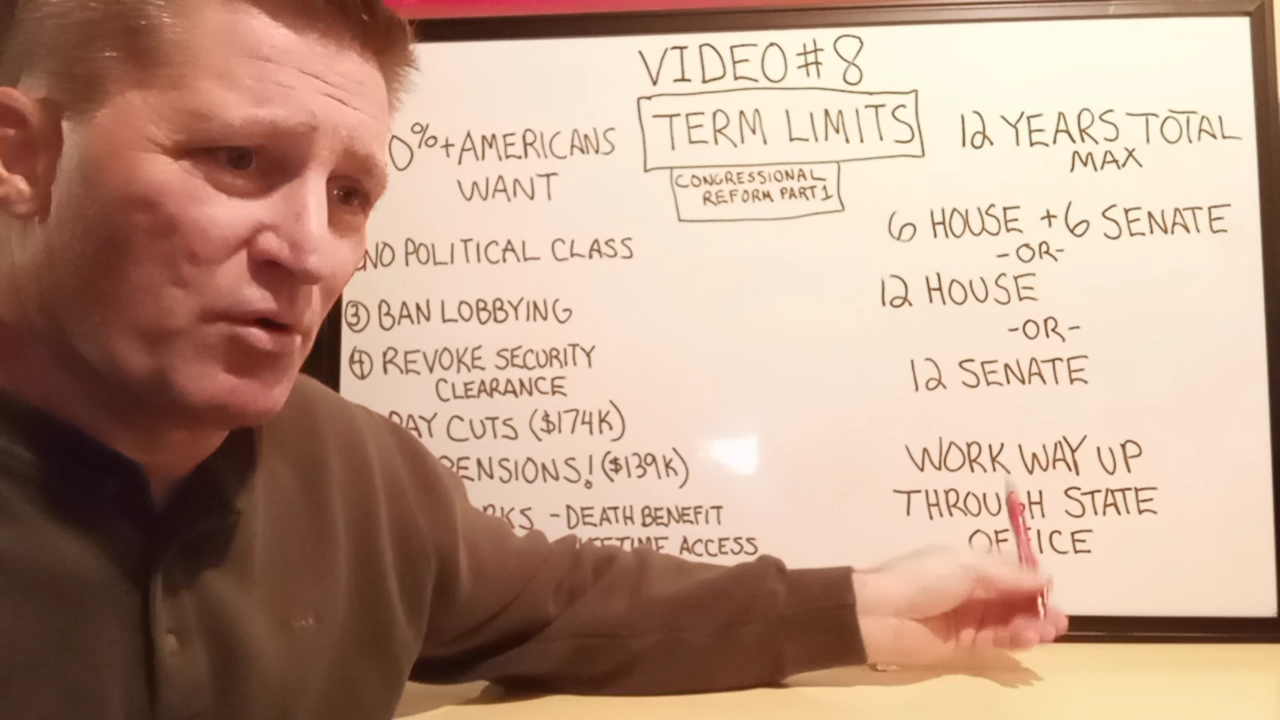 VIDEO #8
TERM LIMITS
CONGRESSIONAL
REFORM PART 1
0%+ AMERICANS
WANT
NO POLITICAL CLASS
③ BAN LOBBYING
④ REVOKE SECURITY
CLEARANCE
PAY CUTS ($174K)
PENSIONS! ($139K)
RKS - DEATH BENEFIT
LIFETIME ACCESS
12 YEARS TOTAL
MAX
6 HOUSE + 6 SENATE
-OR-
12 HOUSE
-OR-
12 SENATE
WORK WAY UP
THROUGH STATE
OFFICE